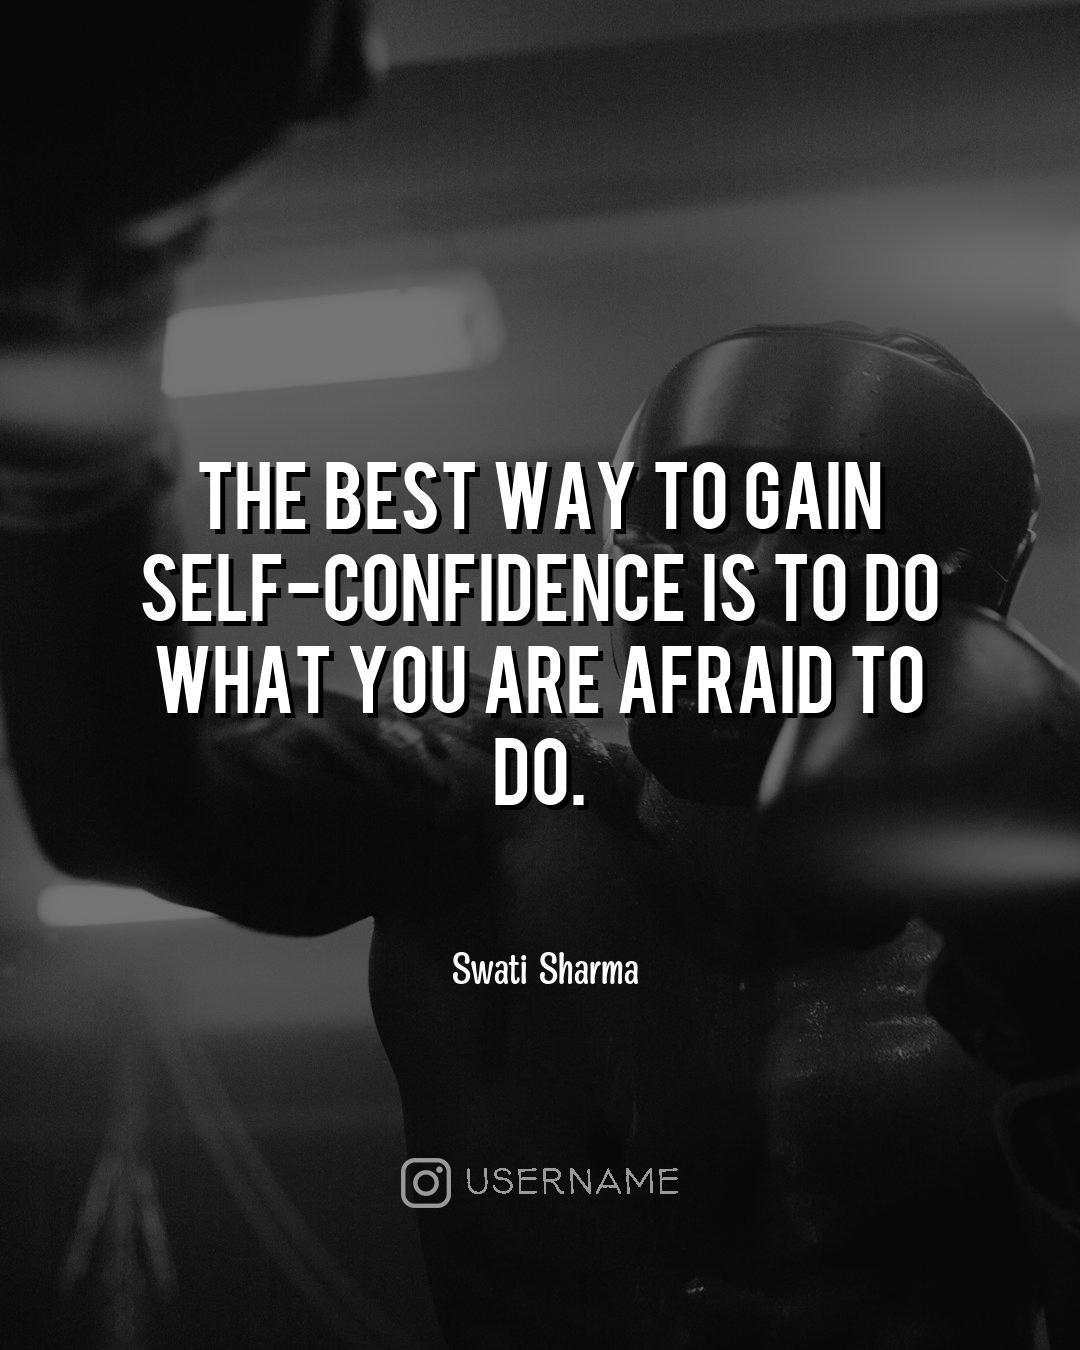 THE BEST WAY TO GAIN
SELF-CONFIDENCE IS TO DO
WHAT YOU ARE AFRAID TO
DO.
Swati Sharma
USERNAME